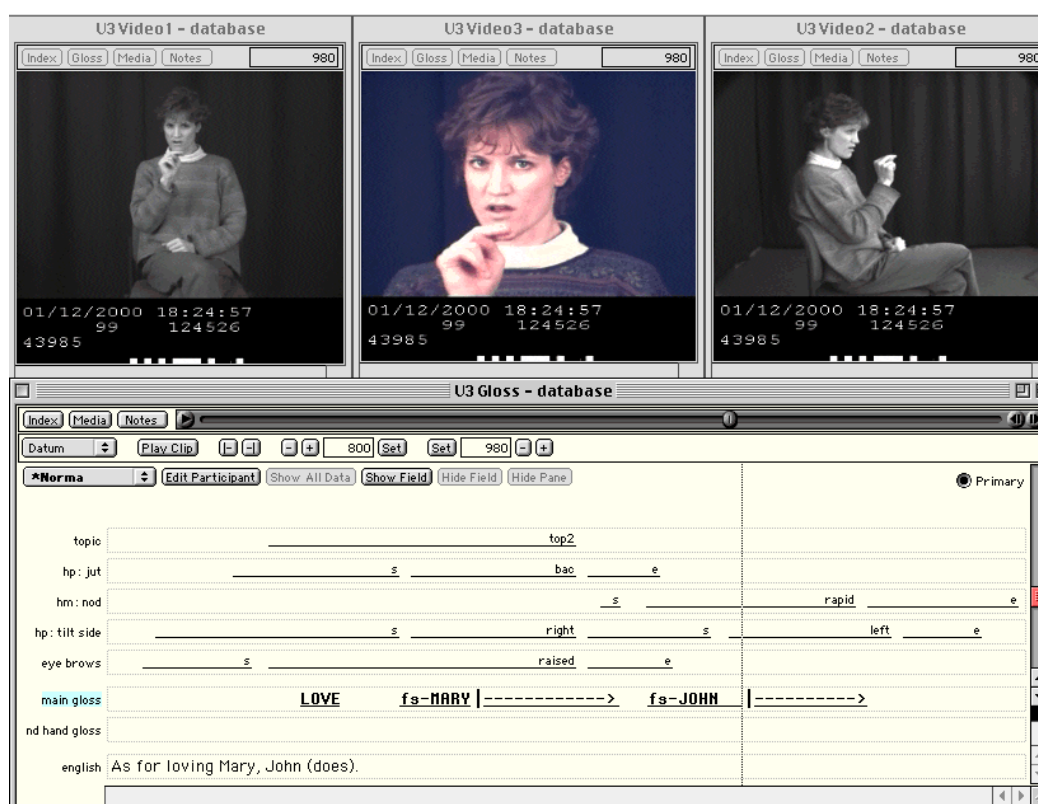 U3 Video1 - database
U3 Video3 - database
U3 Video2 - database
Index Gloss Media Notes 980
Index Gloss Media Notes 980
Index Gloss Media Notes 980
01/12/2000 18:24:57
99 124526
43985
01/12/2000 18:24:57
99 124526
43985
01/12/2000 18:24:57
99 124526
43985
U3 Gloss - database
Index Media Notes
Datum Play Clip |- -| - + 800 Set Set 980 - +
*Norma Edit Participant Show All Data Show Field Hide Field Hide Pane Primary
topic top2
hp: jut s bac e
hm: nod s rapid e
hp: tilt side s right s left e
eye brows s raised e
main gloss LOVE fs-MARY |------------> fs-JOHN |---------->
nd hand gloss
english As for loving Mary, John (does).